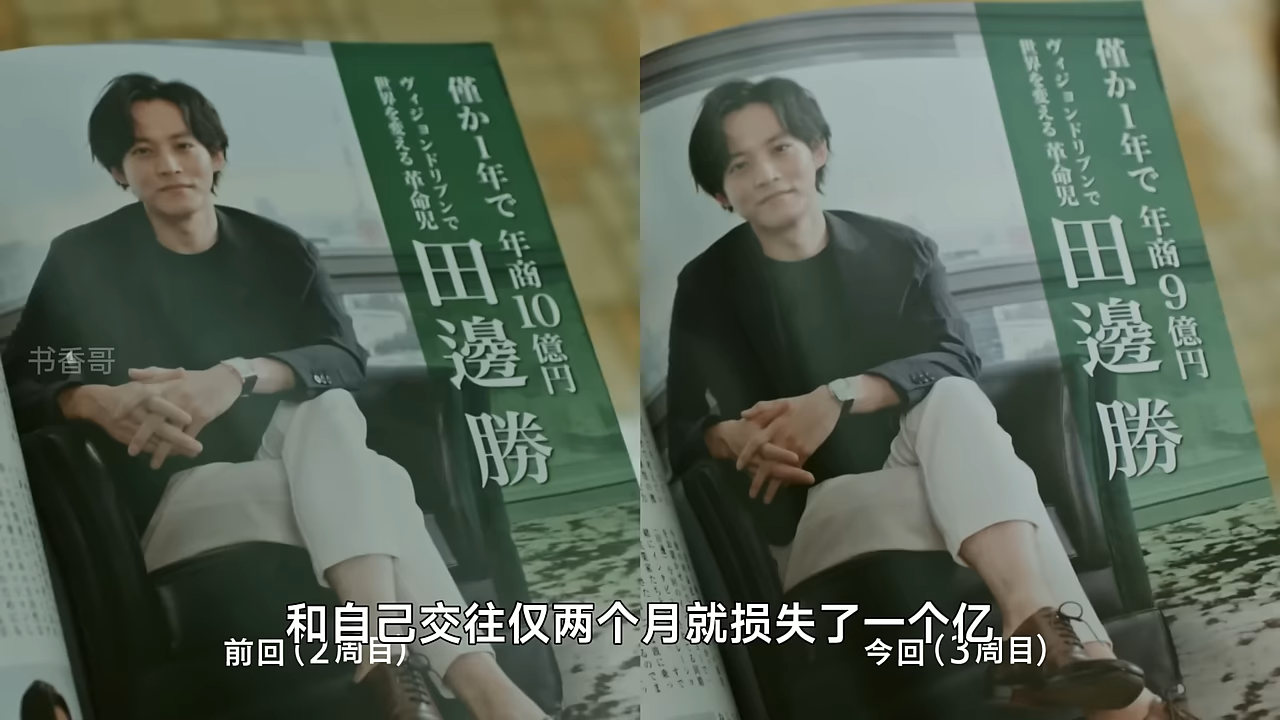 僅か1年で 年商10億円
ヴィジョンドリブンで
世界を変える 革命児
田邊 勝
书香哥
前回(2周目)
僅か1年で 年商9億円
ヴィジョンドリブンで
世界を変える 革命児
田邊 勝
今回(3周目)
和自己交往仅两个月就损失了一个亿